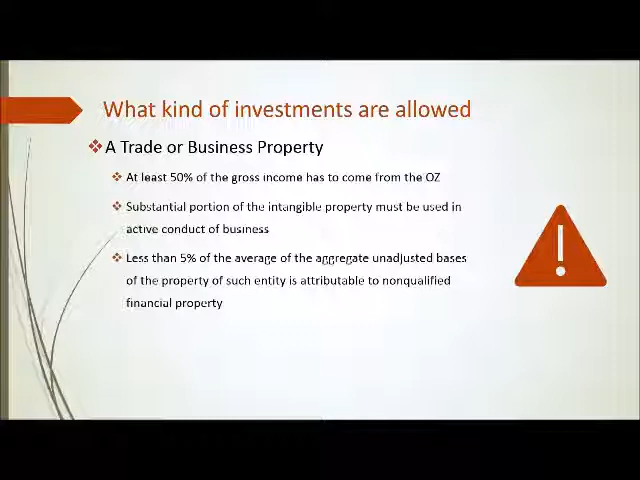 What kind of investments are allowed
A Trade or Business Property
At least 50% of the gross income has to come from the OZ
Substantial portion of the intangible property must be used in
active conduct of business
Less than 5% of the average of the aggregate unadjusted bases
of the property of such entity is attributable to nonqualified
financial property